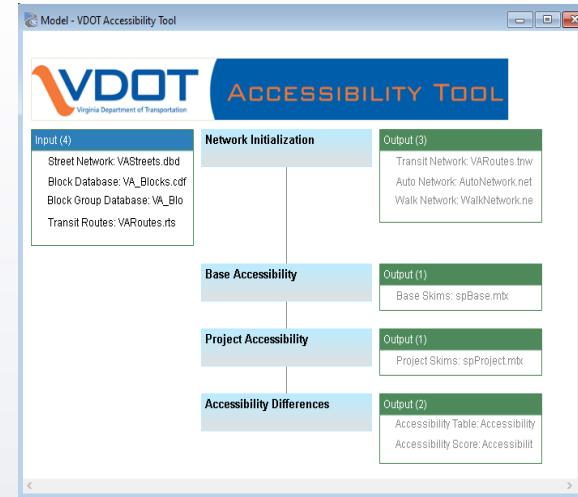 Model - VDOT Accessibility Tool
VDOT
Virginia Department of Transportation
ACCESSIBILITY TOOL
Input (4)
Street Network: VAStreets.dbd
Block Database: VA_Blocks.cdf
Block Group Database: VA_Blo
Transit Routes: VARoutes.rts
Network Initialization
Output (3)
Transit Network: VARoutes.tnw
Auto Network: AutoNetwork.net
Walk Network: WalkNetwork.ne
Base Accessibility
Output (1)
Base Skims: spBase.mtx
Project Accessibility
Output (1)
Project Skims: spProject.mtx
Accessibility Differences
Output (2)
Accessibility Table: Accessibility
Accessibility Score: Accessibilit